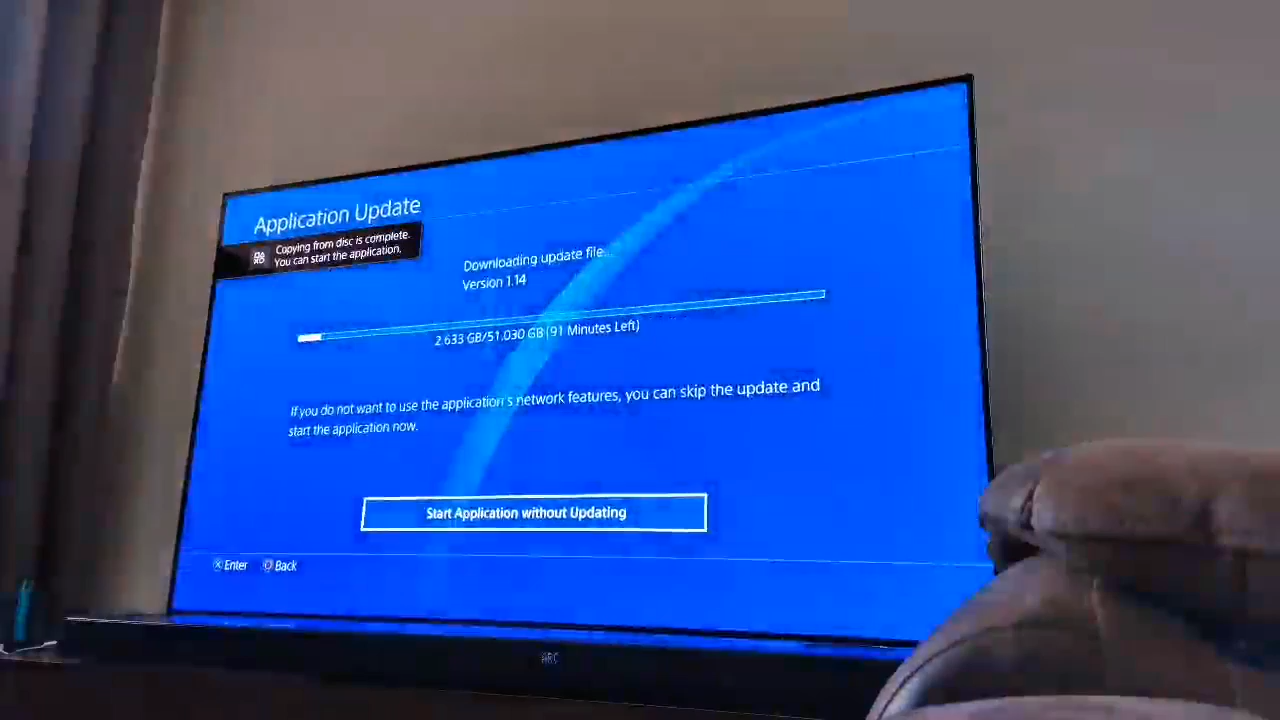 Application Update
Copying from disc is complete.
You can start the application.
Downloading update file...
Version 1.14
2.633 GB/51.030 GB (91 Minutes Left)
If you do not want to use the application's network features, you can skip the update and
start the application now.
Start Application without Updating
Enter Back
ARC